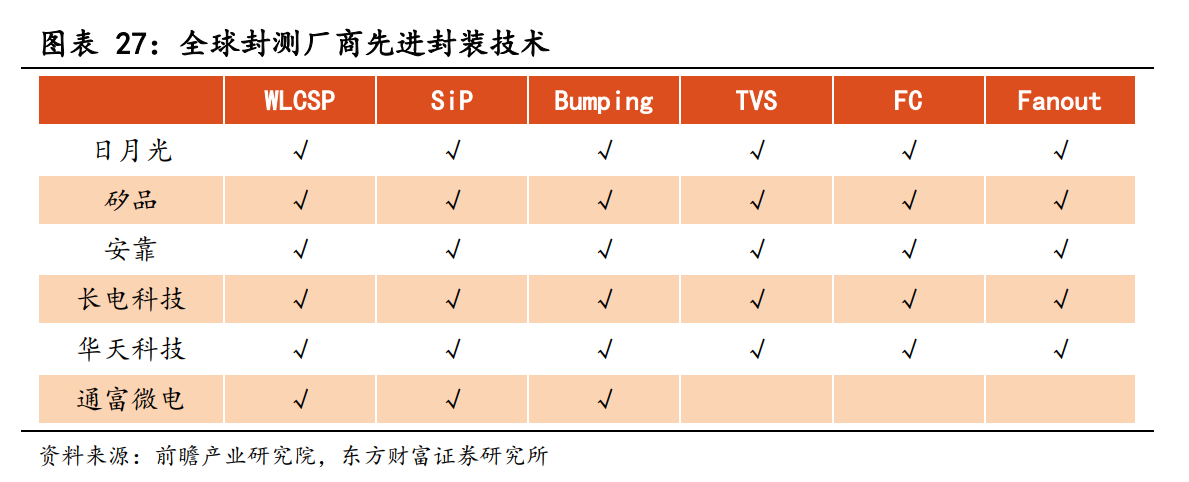 图表 27：全球封测厂商先进封装技术
WLCSP SiP Bumping TVS FC Fanout
日月光 √ √ √ √ √ √
矽品 √ √ √ √ √ √
安靠 √ √ √ √ √ √
长电科技 √ √ √ √ √ √
华天科技 √ √ √ √ √ √
通富微电 √ √ √
资料来源：前瞻产业研究院，东方财富证券研究所